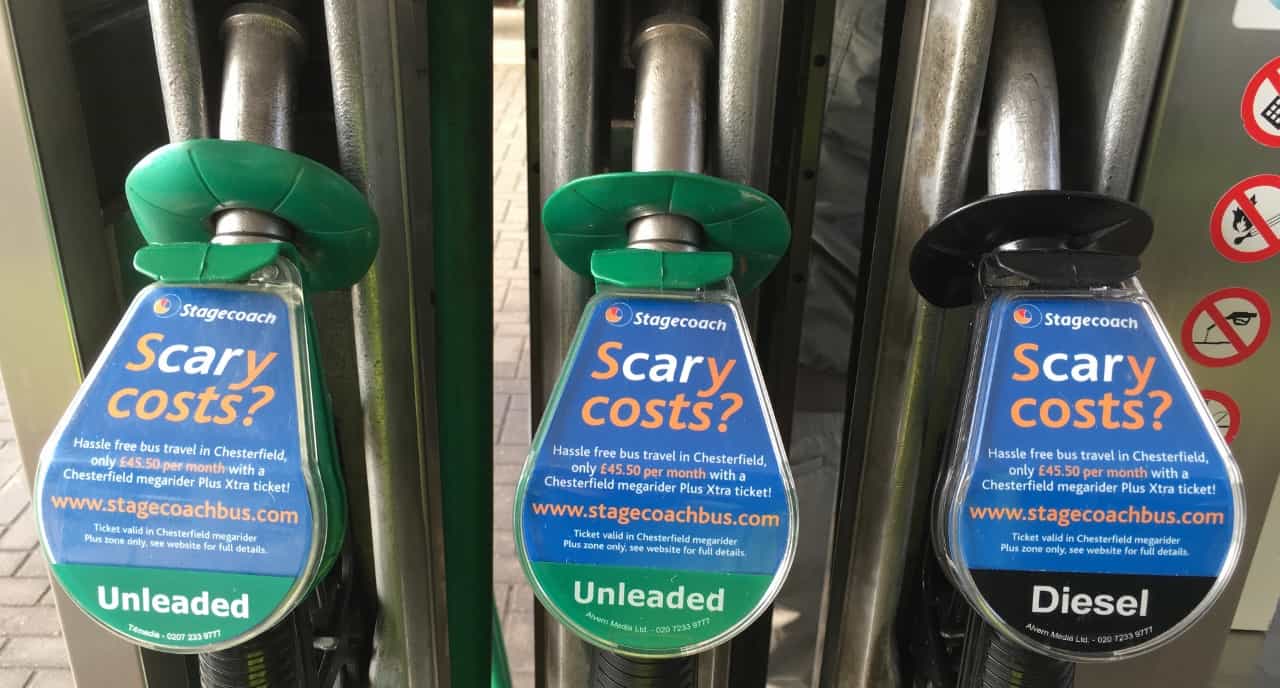 Stagecoach
Scary
costs?
Hassle free bus travel in Chesterfield,
only £45.50 per month with a
Chesterfield megarider Plus Xtra ticket!
www.stagecoachbus.com
Ticket valid in Chesterfield megarider
Plus zone only, see website for full details.
Unleaded
T4media - 0207 233 9777
Stagecoach
Scary
costs?
Hassle free bus travel in Chesterfield,
only £45.50 per month with a
Chesterfield megarider Plus Xtra ticket!
www.stagecoachbus.com
Ticket valid in Chesterfield megarider
Plus zone only, see website for full details.
Unleaded
Alvern Media Ltd. - 020 7233 9777
Stagecoach
Scary
costs?
Hassle free bus travel in Chesterfield,
only £45.50 per month with a
Chesterfield megarider Plus Xtra ticket!
www.stagecoachbus.com
Ticket valid in Chesterfield megarider
Plus zone only, see website for full details.
Diesel
Alvern Media Ltd. - 020 7233 9777